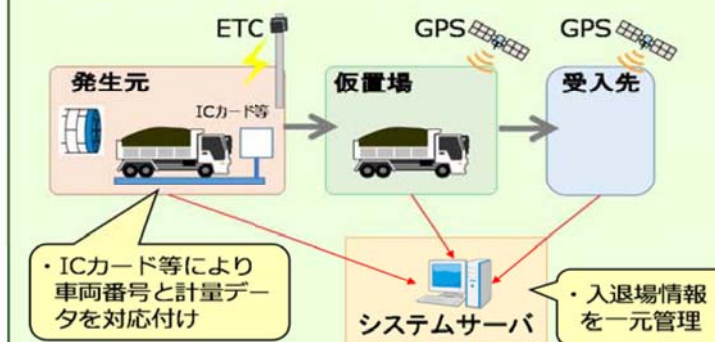 ETC
GPS
GPS
発生元
ICカード等
仮置場
受入先
・ICカード等により
車両番号と計量デー
タを対応付け
システムサーバ
・入退場情報
を一元管理